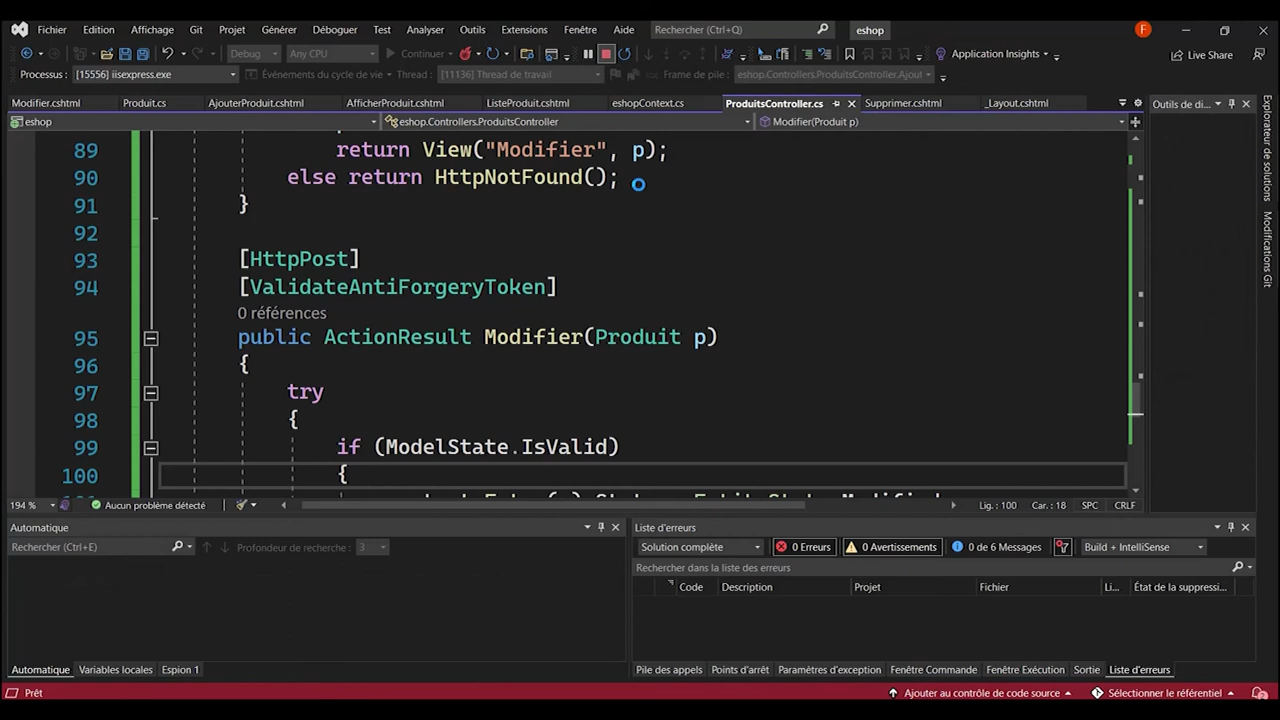 Fichier Edition Affichage Git Projet Générer Déboguer Test Analyser Outils Extensions Fenêtre Aide Rechercher (Ctrl+Q) eshop F
Debug Any CPU Continuer Application Insights Live Share
Processus : [15556] iisexpress.exe Événements du cycle de vie Thread : [11136] Thread de travail Frame de pile : eshop.Controllers.ProduitsController.Ajout
Modifier.cshtml Produit.cs AjouterProduit.cshtml AfficherProduit.cshtml ListeProduit.cshtml eshopContext.cs ProduitsController.cs Supprimer.cshtml _Layout.cshtml Outils de di...
eshop eshop.Controllers.ProduitsController Modifier(Produit p)
Explorateur de solutions
Modifications Git
89 return View("Modifier", p);
90 else return HttpNotFound();
91 }
92
93 [HttpPost]
94 [ValidateAntiForgeryToken]
0 références
95 public ActionResult Modifier(Produit p)
96 {
97 try
98 {
99 if (ModelState.IsValid)
100 {
194 % Aucun problème détecté Lig. : 100 Car. : 18 SPC CRLF
Automatique
Rechercher (Ctrl+E) Profondeur de recherche : 3
Liste d'erreurs
Solution complète 0 Erreurs 0 Avertissements 0 de 6 Messages Build + IntelliSense
Rechercher dans la liste des erreurs
Code Description Projet Fichier Li... État de la suppressi...
Automatique Variables locales Espion 1
Pile des appels Points d'arrêt Paramètres d'exception Fenêtre Commande Fenêtre Exécution Sortie Liste d'erreurs
Prêt Ajouter au contrôle de code source Sélectionner le référentiel